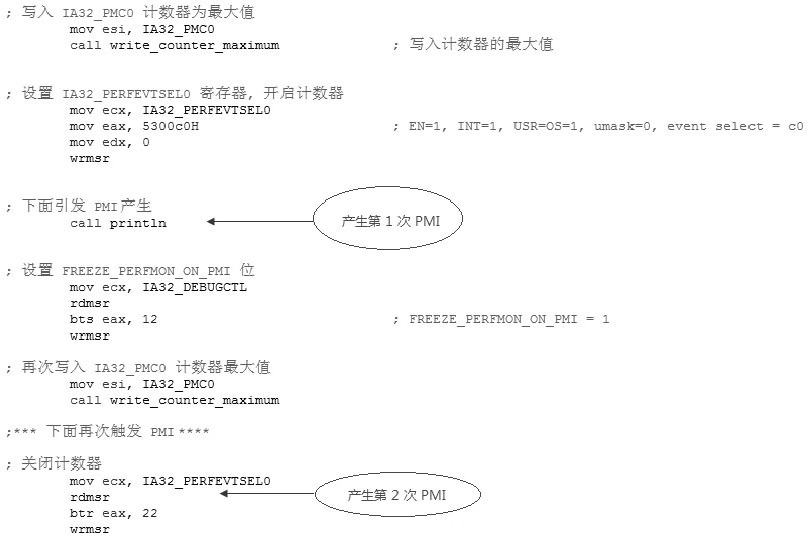 ; 写入 IA32_PMC0 计数器为最大值
mov esi, IA32_PMC0
call write_counter_maximum ; 写入计数器的最大值
; 设置 IA32_PERFEVTSEL0 寄存器, 开启计数器
mov ecx, IA32_PERFEVTSEL0
mov eax, 5300c0H ; EN=1, INT=1, USR=OS=1, umask=0, event select = c0
mov edx, 0
wrmsr
; 下面引发 PMI 产生
call println
产生第 1 次 PMI
; 设置 FREEZE_PERFMON_ON_PMI 位
mov ecx, IA32_DEBUGCTL
rdmsr
bts eax, 12 ; FREEZE_PERFMON_ON_PMI = 1
wrmsr
; 再次写入 IA32_PMC0 计数器最大值
mov esi, IA32_PMC0
call write_counter_maximum
;*** 下面再次触发 PMI ****
; 关闭计数器
mov ecx, IA32_PERFEVTSEL0
rdmsr
产生第 2 次 PMI
btr eax, 22
wrmsr